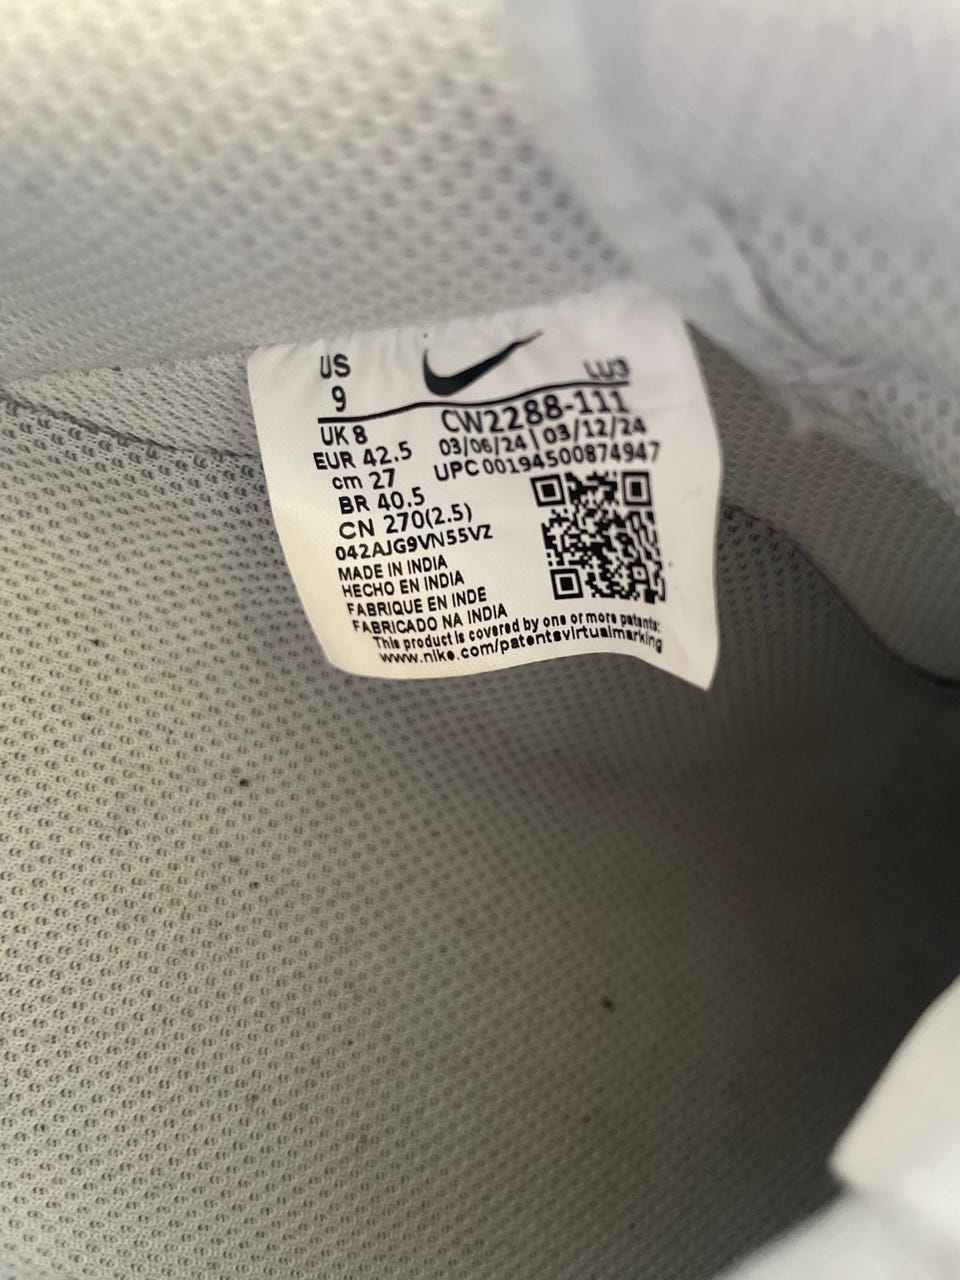 US
9
LU3
UK 8
CW2288-111
EUR 42.5
03/06/24 | 03/12/24
cm 27
UPC 00194500874947
BR 40.5
CN 270(2.5)
042AJG9VN55VZ
MADE IN INDIA
HECHO EN INDIA
FABRIQUE EN INDE
FABRICADO NA INDIA
This product is covered by one or more patents:
www.nike.com/patentsvirtualmarking